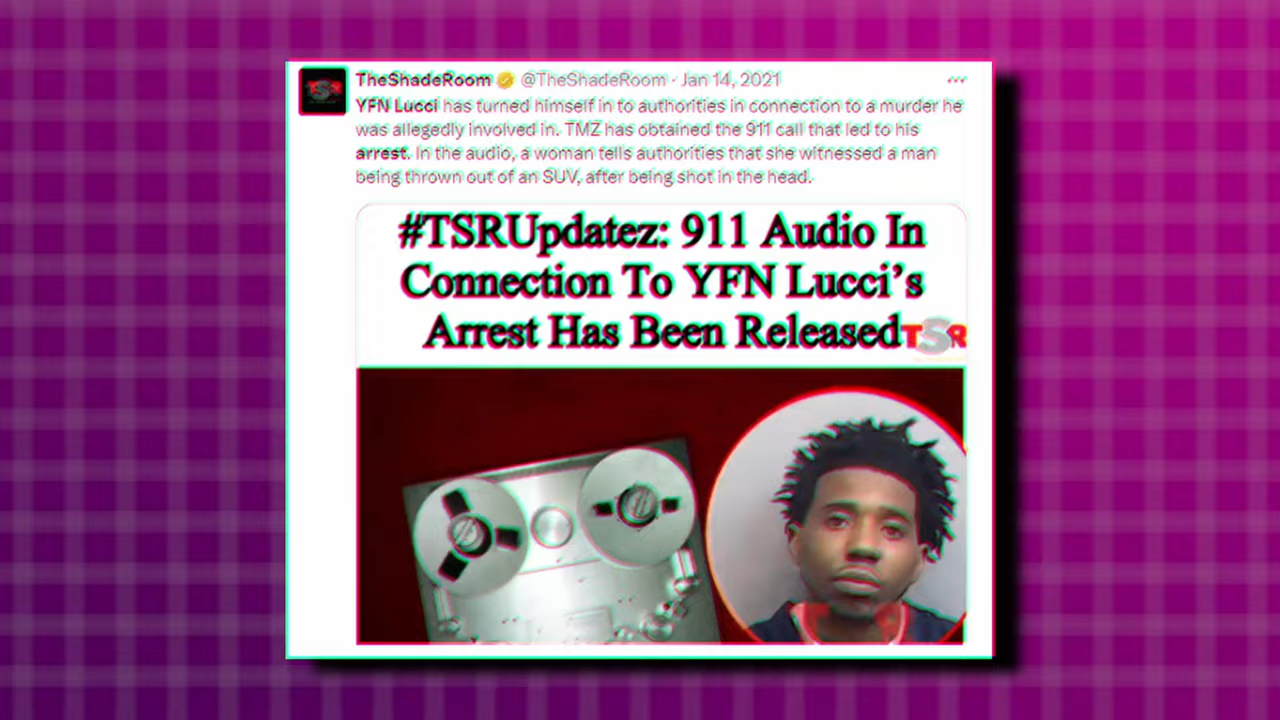 TheShadeRoom @TheShadeRoom · Jan 14, 2021 ...
YFN Lucci has turned himself in to authorities in connection to a murder he
was allegedly involved in. TMZ has obtained the 911 call that led to his
arrest. In the audio, a woman tells authorities that she witnessed a man
being thrown out of an SUV, after being shot in the head.
#TSRUpdatez: 911 Audio In
Connection To YFN Lucci’s
Arrest Has Been Released
TSR
TSR